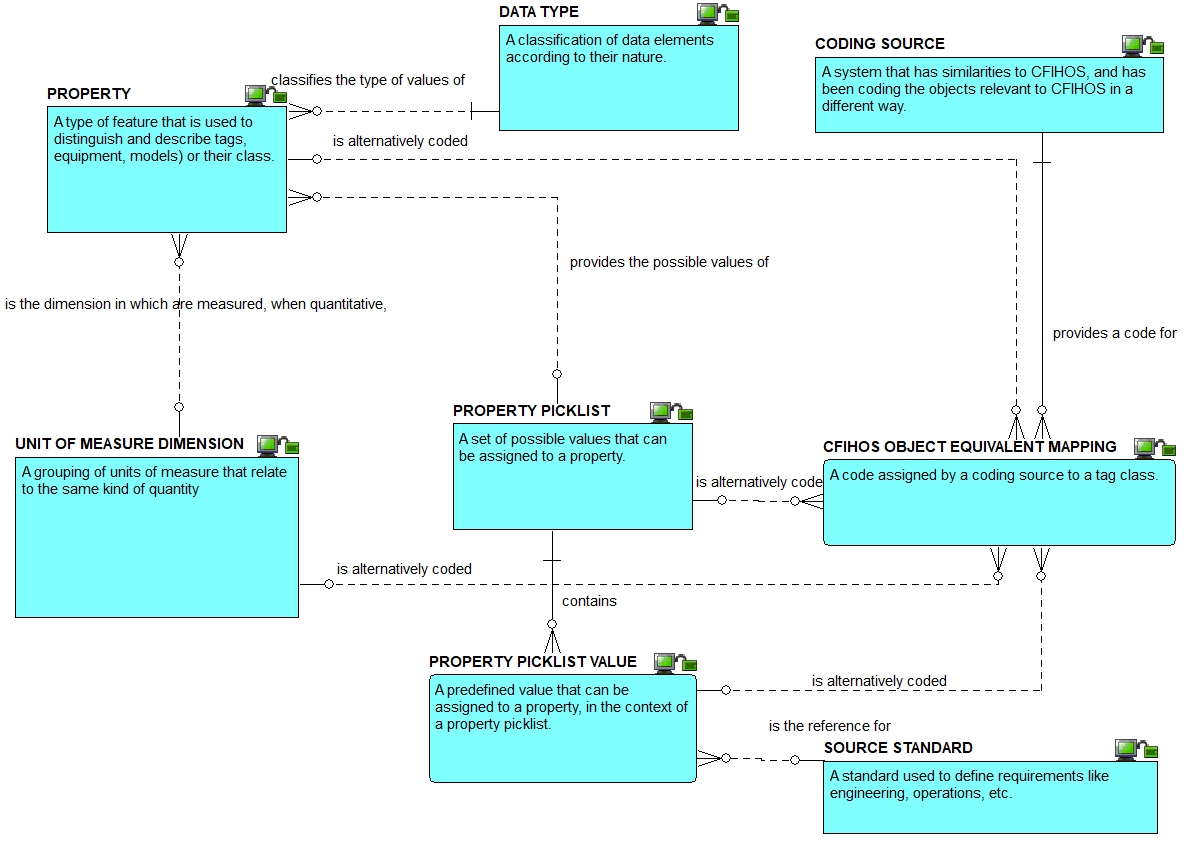 DATA TYPE
A classification of data elements
according to their nature.
CODING SOURCE
A system that has similarities to CFIHOS, and has
been coding the objects relevant to CFIHOS in a
different way.
classifies the type of values of
PROPERTY
A type of feature that is used to
distinguish and describe tags,
equipment, models) or their class.
is alternatively coded
provides the possible values of
is the dimension in which are measured, when quantitative,
provides a code for
PROPERTY PICKLIST
A set of possible values that can
be assigned to a property.
UNIT OF MEASURE DIMENSION
A grouping of units of measure that relate
to the same kind of quantity
CFIHOS OBJECT EQUIVALENT MAPPING
A code assigned by a coding source to a tag class.
is alternatively code
is alternatively coded
contains
PROPERTY PICKLIST VALUE
A predefined value that can be
assigned to a property, in the context of
a property picklist.
is alternatively coded
is the reference for
SOURCE STANDARD
A standard used to define requirements like
engineering, operations, etc.